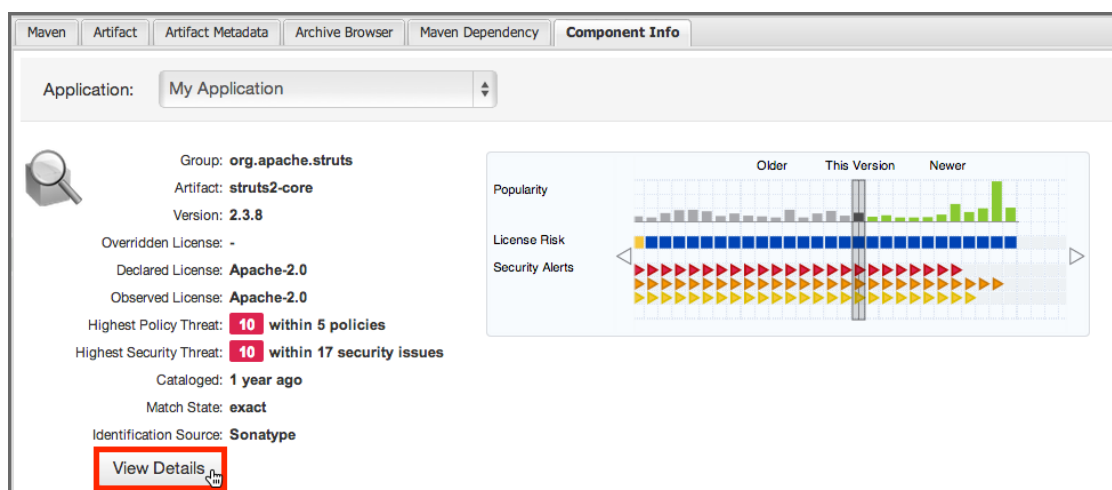 Maven Artifact Artifact Metadata Archive Browser Maven Dependency Component Info
Application: My Application
Group: org.apache.struts
Artifact: struts2-core
Version: 2.3.8
Overridden License: -
Declared License: Apache-2.0
Observed License: Apache-2.0
Highest Policy Threat: 10 within 5 policies
Highest Security Threat: 10 within 17 security issues
Cataloged: 1 year ago
Match State: exact
Identification Source: Sonatype
View Details
Older This Version Newer
Popularity
License Risk
Security Alerts